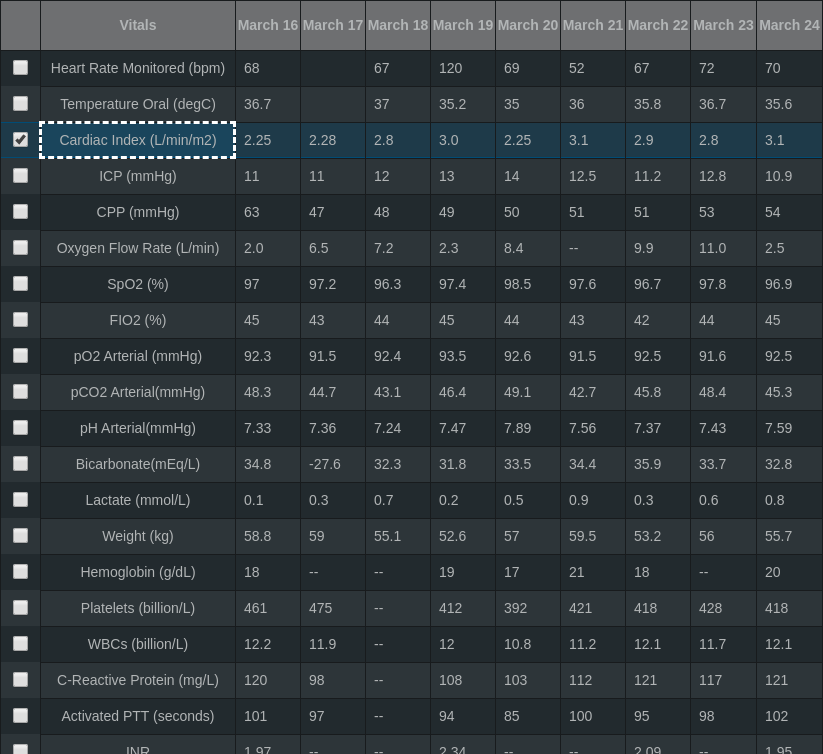 Vitals March 16 March 17 March 18 March 19 March 20 March 21 March 22 March 23 March 24
Heart Rate Monitored (bpm) 68 67 120 69 52 67 72 70
Temperature Oral (degC) 36.7 37 35.2 35 36 35.8 36.7 35.6
Cardiac Index (L/min/m2) 2.25 2.28 2.8 3.0 2.25 3.1 2.9 2.8 3.1
ICP (mmHg) 11 11 12 13 14 12.5 11.2 12.8 10.9
CPP (mmHg) 63 47 48 49 50 51 51 53 54
Oxygen Flow Rate (L/min) 2.0 6.5 7.2 2.3 8.4 -- 9.9 11.0 2.5
SpO2 (%) 97 97.2 96.3 97.4 98.5 97.6 96.7 97.8 96.9
FIO2 (%) 45 43 44 45 44 43 42 44 45
pO2 Arterial (mmHg) 92.3 91.5 92.4 93.5 92.6 91.5 92.5 91.6 92.5
pCO2 Arterial(mmHg) 48.3 44.7 43.1 46.4 49.1 42.7 45.8 48.4 45.3
pH Arterial(mmHg) 7.33 7.36 7.24 7.47 7.89 7.56 7.37 7.43 7.59
Bicarbonate(mEq/L) 34.8 -27.6 32.3 31.8 33.5 34.4 35.9 33.7 32.8
Lactate (mmol/L) 0.1 0.3 0.7 0.2 0.5 0.9 0.3 0.6 0.8
Weight (kg) 58.8 59 55.1 52.6 57 59.5 53.2 56 55.7
Hemoglobin (g/dL) 18 -- -- 19 17 21 18 -- 20
Platelets (billion/L) 461 475 -- 412 392 421 418 428 418
WBCs (billion/L) 12.2 11.9 -- 12 10.8 11.2 12.1 11.7 12.1
C-Reactive Protein (mg/L) 120 98 -- 108 103 112 121 117 121
Activated PTT (seconds) 101 97 -- 94 85 100 95 98 102
INR 1.97 -- -- 2.34 -- -- 2.09 -- 1.95